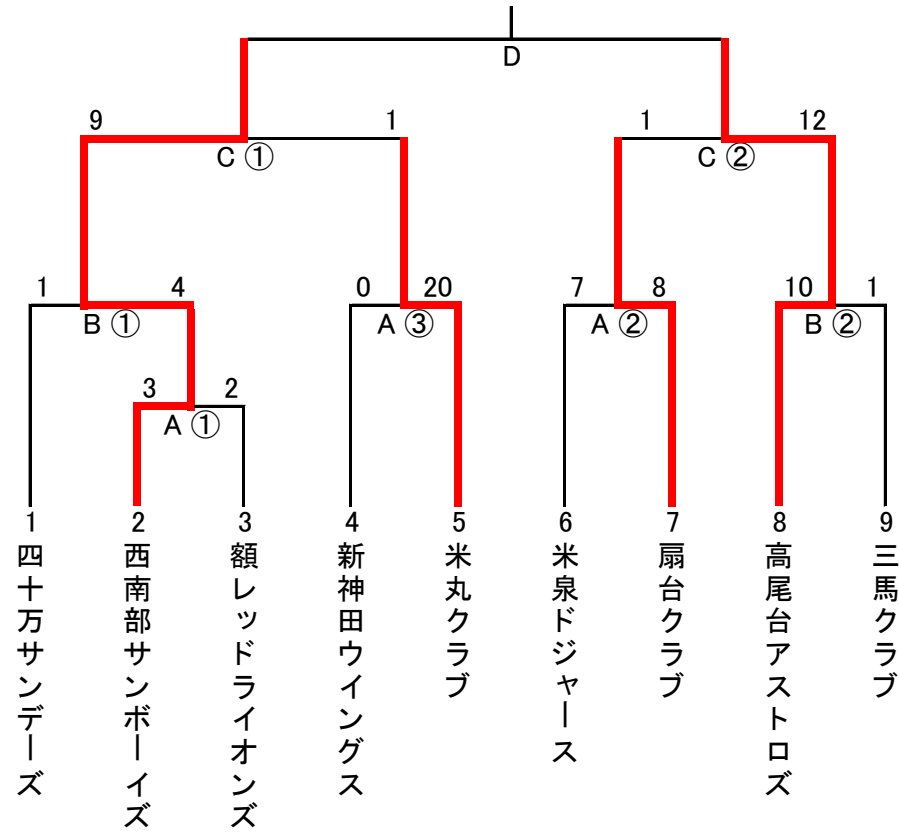 D
9
1
1
12
C ①
C ②
1
4
0
20
7
8
10
1
B ①
A ③
A ②
B ②
3
2
A ①
1
2
3
4
5
6
7
8
9
四十万サンデーズ
西南部サンボーイズ
額レッドライオンズ
新神田ウイングス
米丸クラブ
米泉ドジャース
扇台クラブ
高尾台アストロズ
三馬クラブ